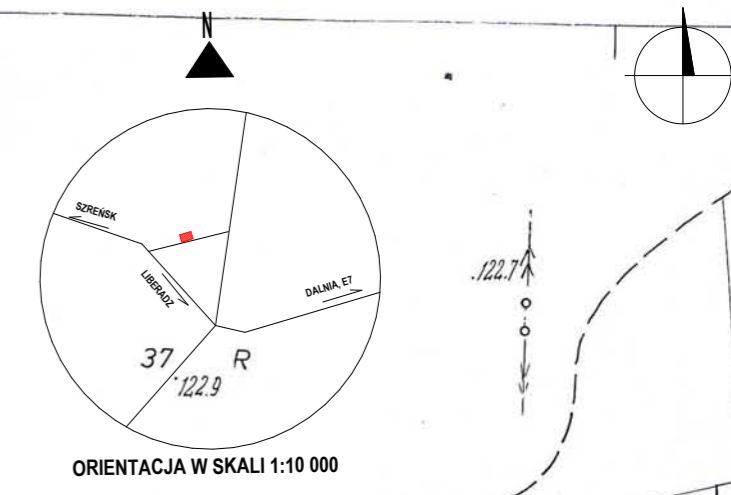 N
SZREŃSK
.122.7
LIBERADZ
DALNIA, E7
37 R
.122.9
ORIENTACJA W SKALI 1:10 000